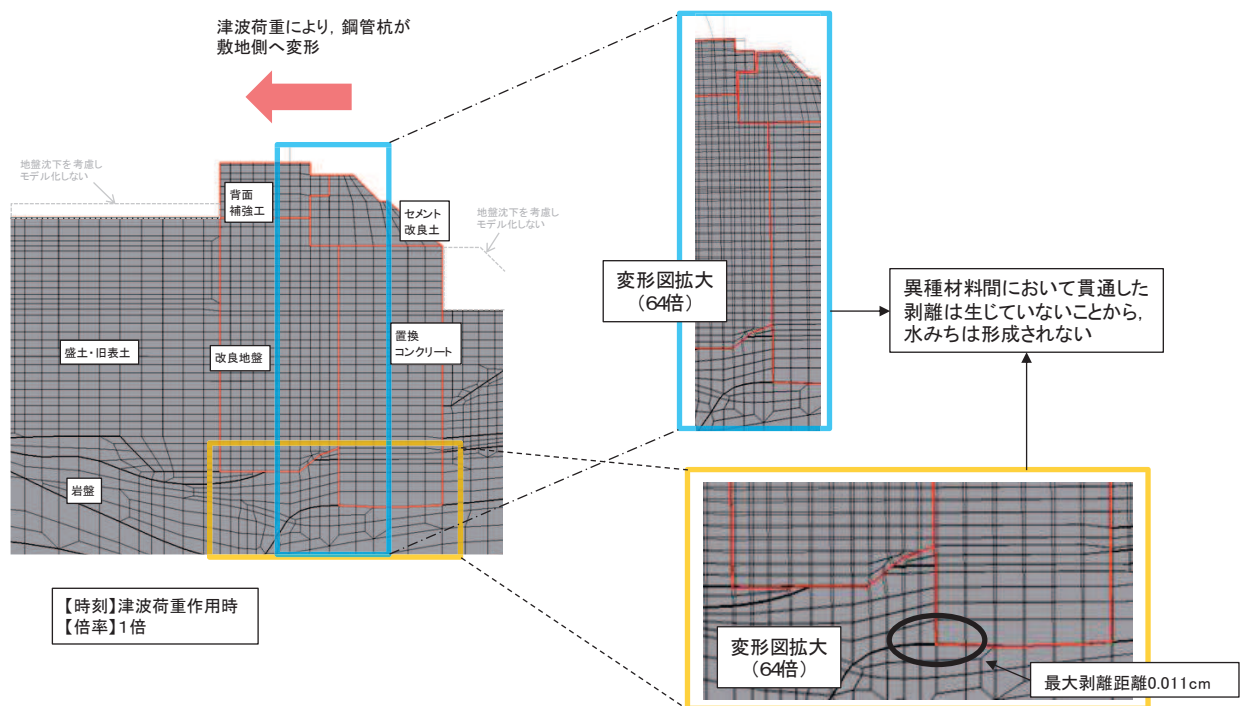 津波荷重により，鋼管杭が
敷地側へ変形
地盤沈下を考慮し
モデル化しない
背面
補強工
セメント
改良土
地盤沈下を考慮し
モデル化しない
盛土・旧表土
改良地盤
置換
コンクリート
岩盤
【時刻】津波荷重作用時
【倍率】1倍
変形図拡大
（64倍）
異種材料間において貫通した
剥離は生じていないことから，
水みちは形成されない
変形図拡大
（64倍）
最大剥離距離0.011cm